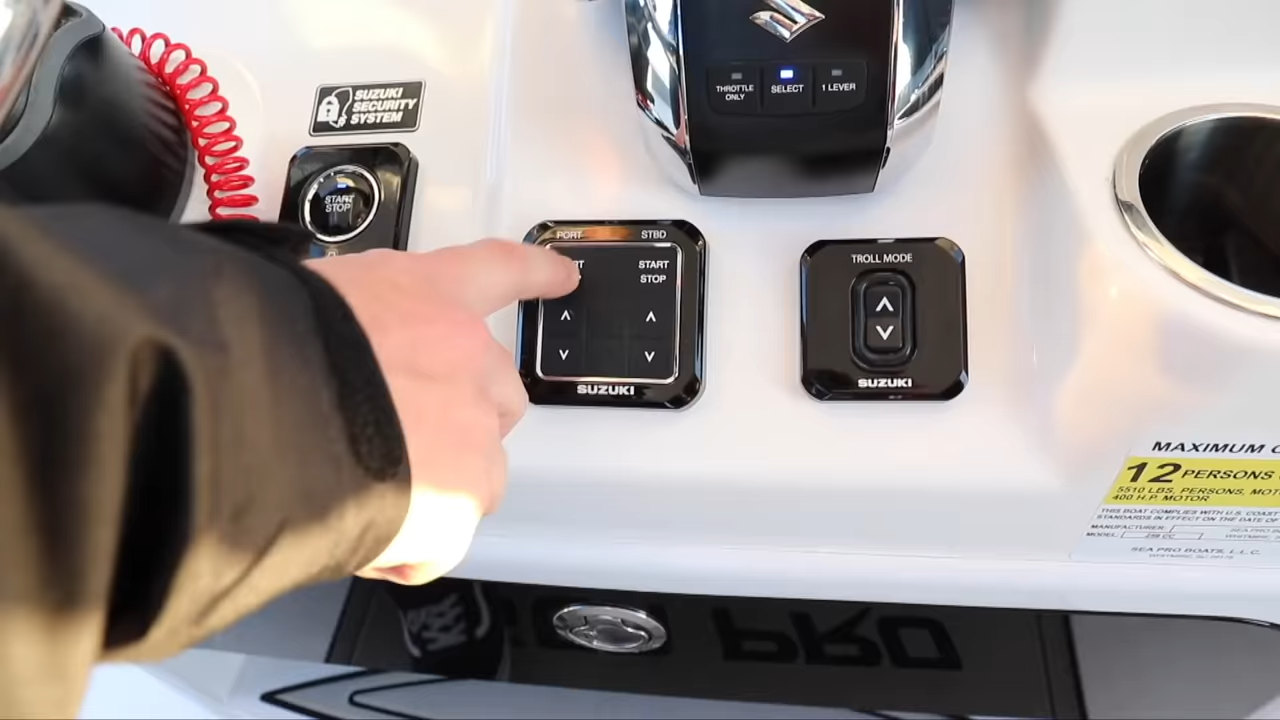 SUZUKI
SECURITY
SYSTEM
START
STOP
THROTTLE
ONLY
SELECT
1 LEVER
PORT
STBD
START
STOP
SUZUKI
TROLL MODE
SUZUKI
MAXIMUM
12 PERSONS
5510 LBS, PERSONS,
400 H.P. MOTOR
THIS BOAT COMPLIES WITH U.S. COAST
STANDARDS IN EFFECT ON THE DATE OF
MANUFACTURER: SEA PRO
MODEL:
SEA PRO BOATS, L.L.C.
PRO